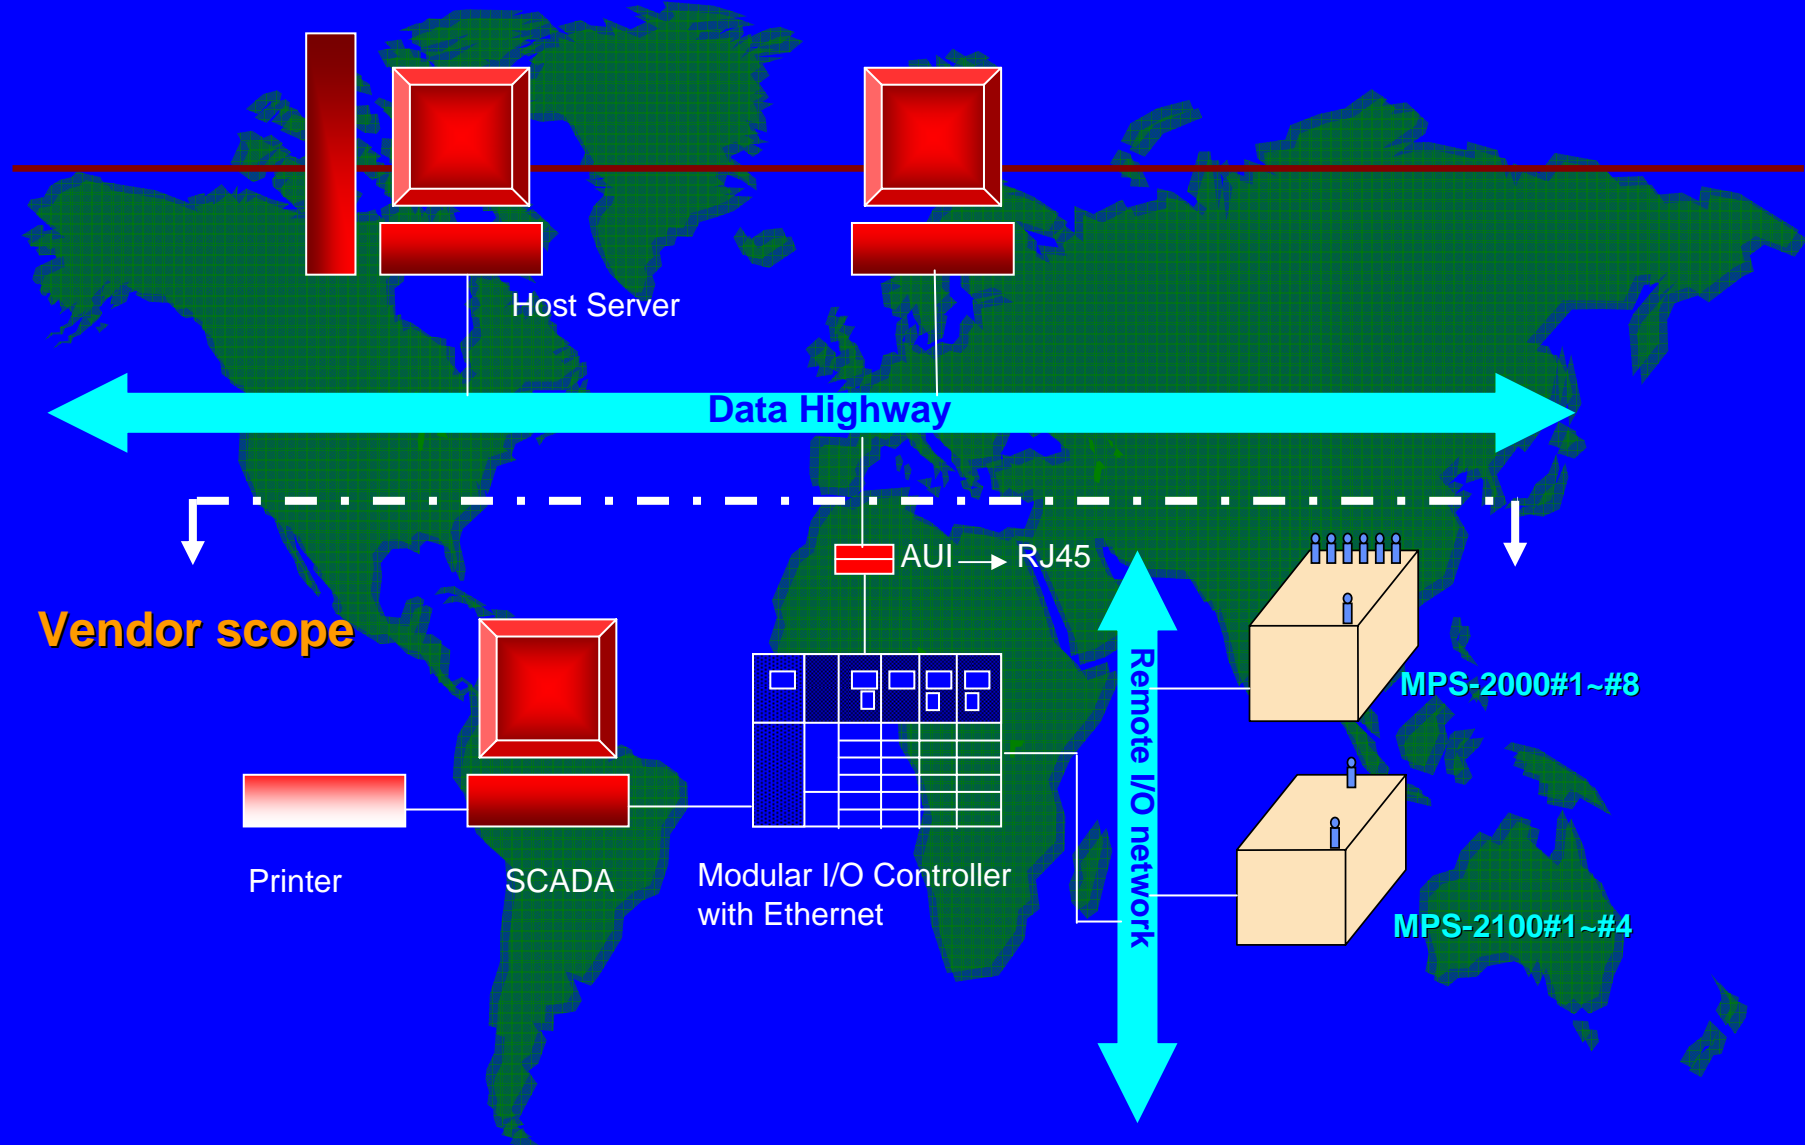 Host Server
Data Highway
AUI
RJ45
Vendor scope
Remote I/O network
MPS-2000#1~#8
Printer
SCADA
Modular I/O Controller
with Ethernet
MPS-2100#1~#4